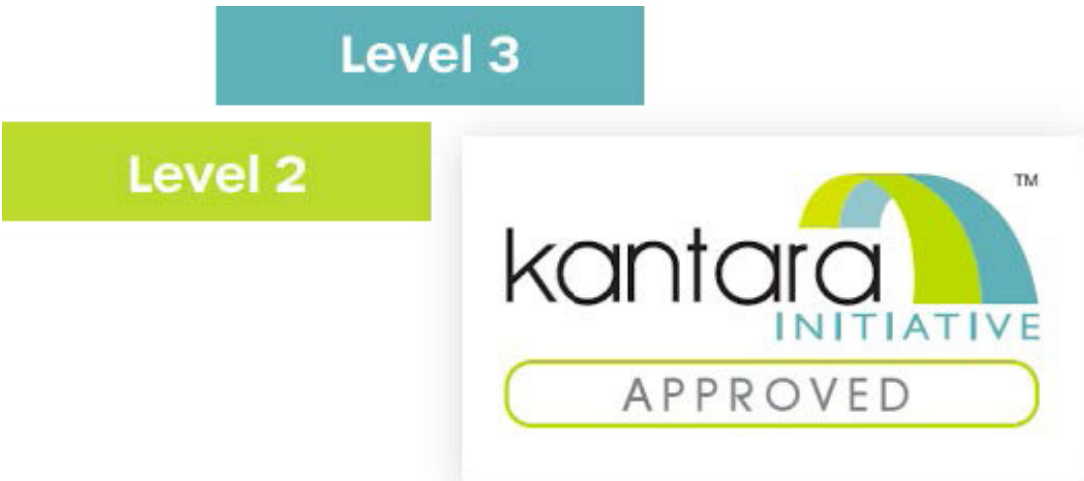 Level 3
Level 2
kantara TM
INITIATIVE
APPROVED